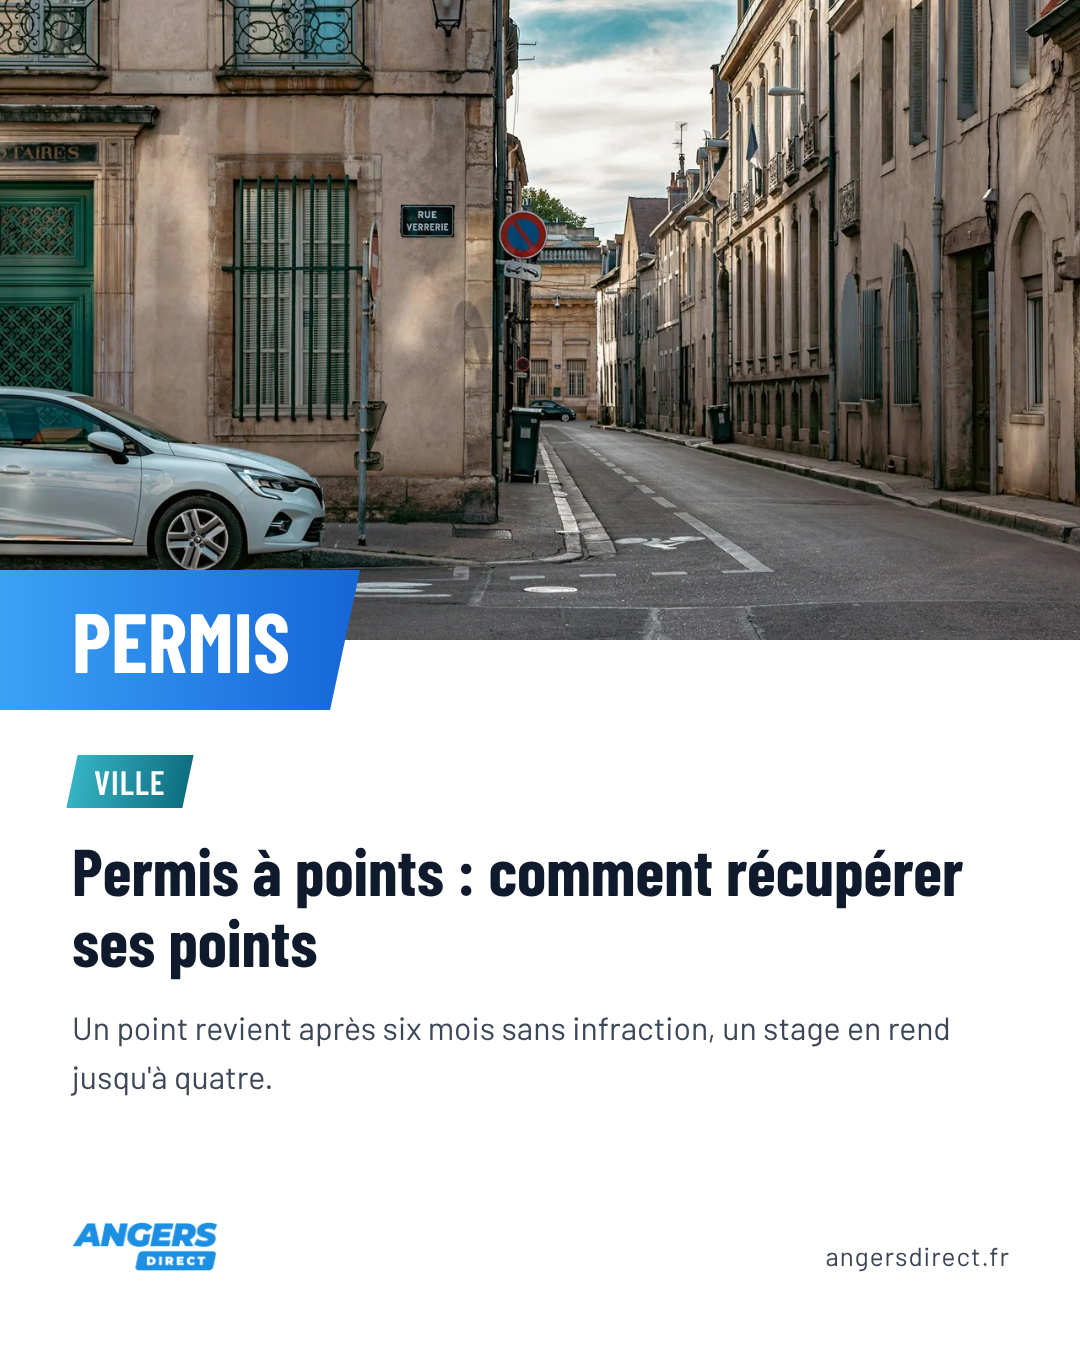 TAIRES
RUE
VERRERIE
PERMIS
VILLE
Permis à points : comment récupérer
ses points
Un point revient après six mois sans infraction, un stage en rend
jusqu'à quatre.
ANGERS
DIRECT
angersdirect.fr